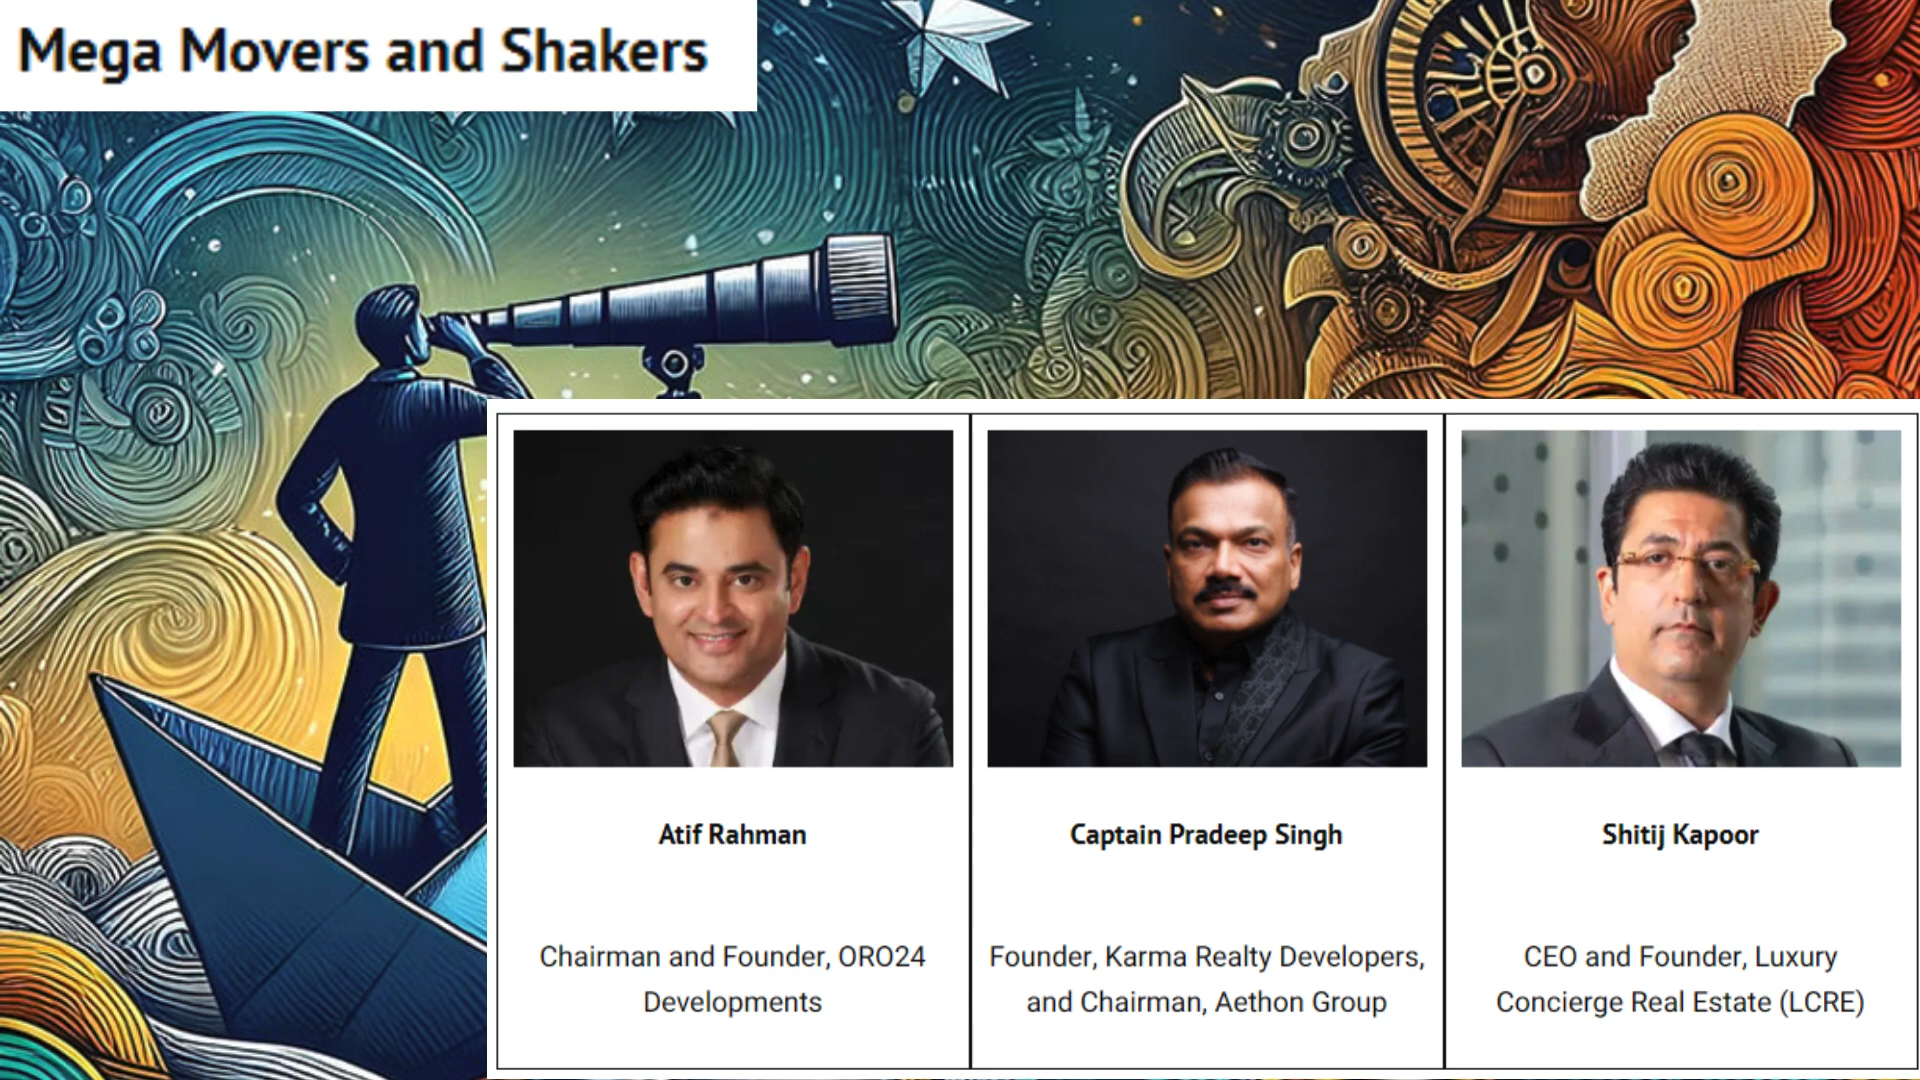 Mega Movers and Shakers
Atif Rahman
Chairman and Founder, ORO24
Developments
Captain Pradeep Singh
Founder, Karma Realty Developers,
and Chairman, Aethon Group
Shitij Kapoor
CEO and Founder, Luxury
Concierge Real Estate (LCRE)